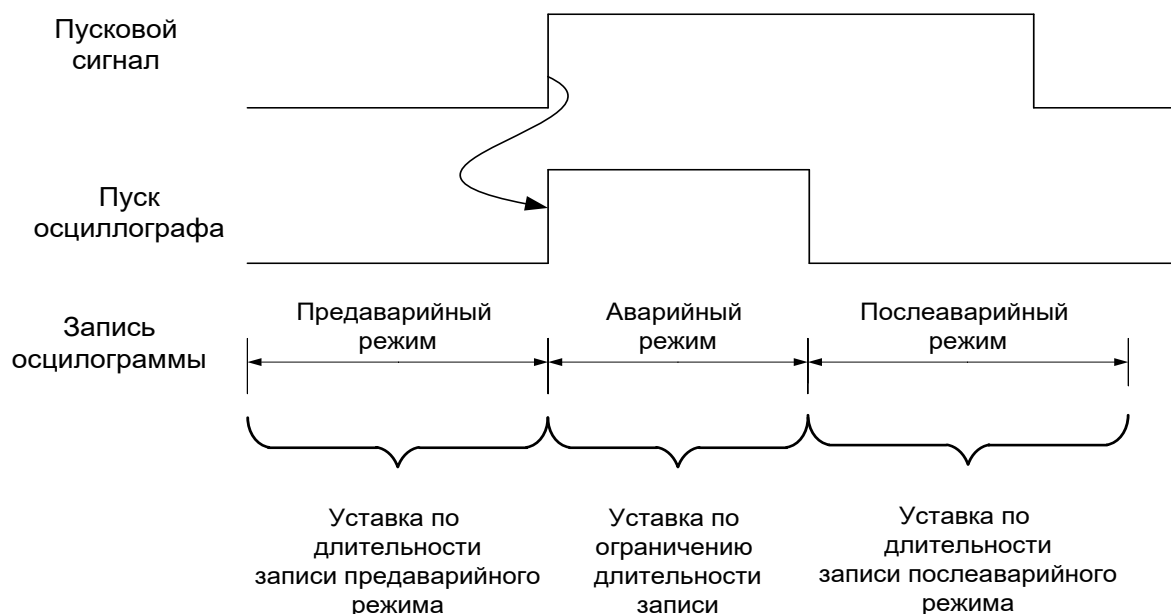 Пусковой
сигнал
Пуск
осциллографа
Запись
осцилограммы
Предаварийный
режим
Аварийный
режим
Послеаварийный
режим
Уставка по
длительности
записи предаварийного
режима
Уставка по
ограничению
длительности
записи
Уставка по
длительности
записи послеаварийного
режима